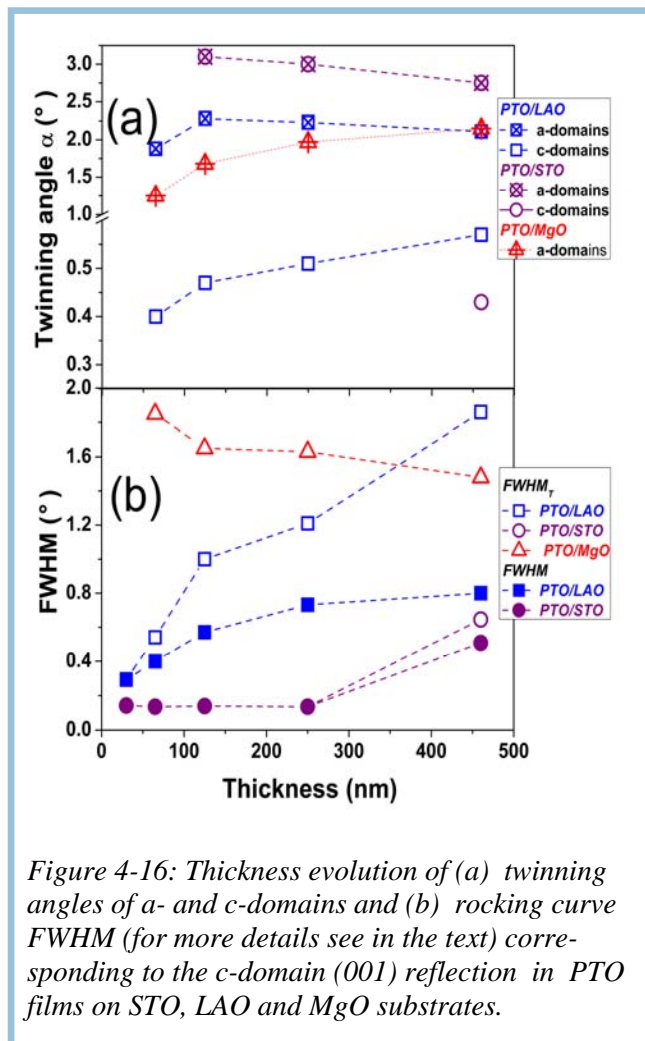 (a)
Twinning angle α (°)
3.0
2.5
2.0
1.5
1.0
0.5
0.4
0.3
PTO/LAO
a-domains
c-domains
PTO/STO
a-domains
c-domains
PTO/MgO
a-domains
(b)
FWHM (°)
2.0
1.6
1.2
0.8
0.4
0.0
FWHM_T
PTO/LAO
PTO/STO
PTO/MgO
FWHM
PTO/LAO
PTO/STO
0 100 200 300 400 500
Thickness (nm)
Figure 4-16: Thickness evolution of (a) twinning
angles of a- and c-domains and (b) rocking curve
FWHM (for more details see in the text) corre-
sponding to the c-domain (001) reflection in PTO
films on STO, LAO and MgO substrates.